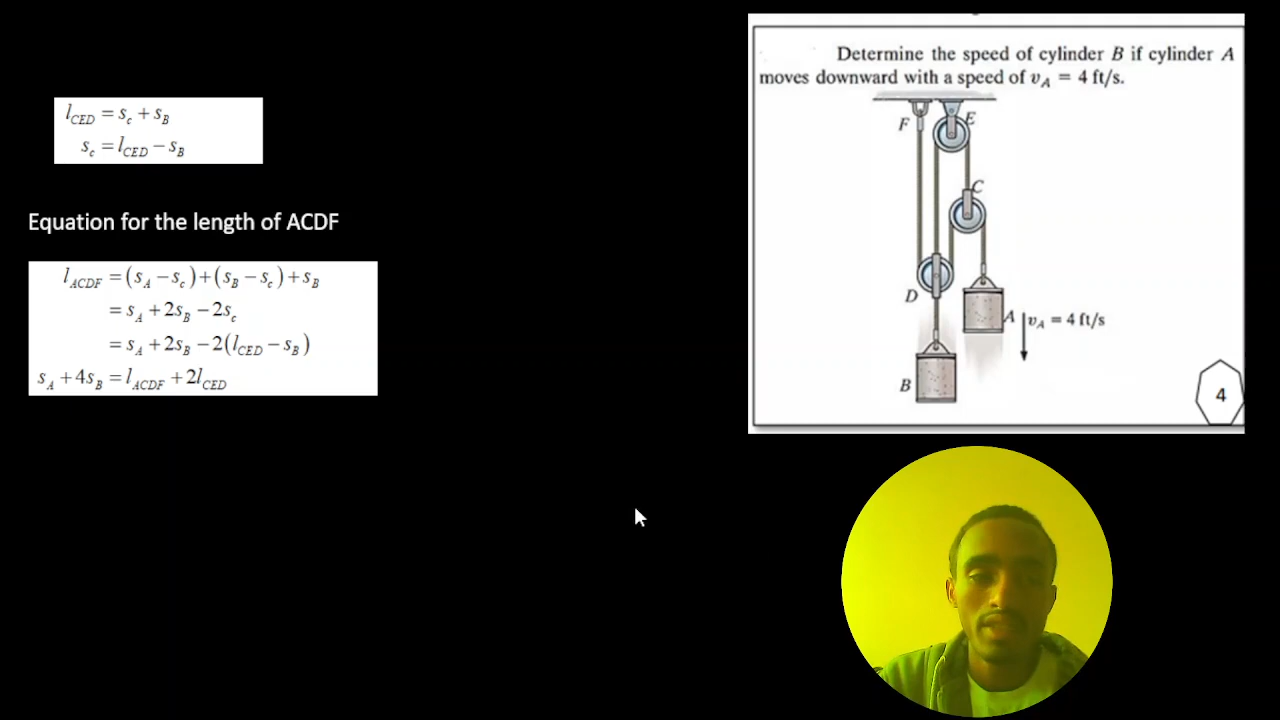 l_CED = s_c + s_B
s_c = l_CED − s_B
Equation for the length of ACDF
l_ACDF = (s_A − s_c) + (s_B − s_c) + s_B
= s_A + 2s_B − 2s_c
= s_A + 2s_B − 2(l_CED − s_B)
s_A + 4s_B = l_ACDF + 2l_CED
Determine the speed of cylinder B if cylinder A
moves downward with a speed of v_A = 4 ft/s.
F
E
C
D
A
v_A = 4 ft/s
B
4